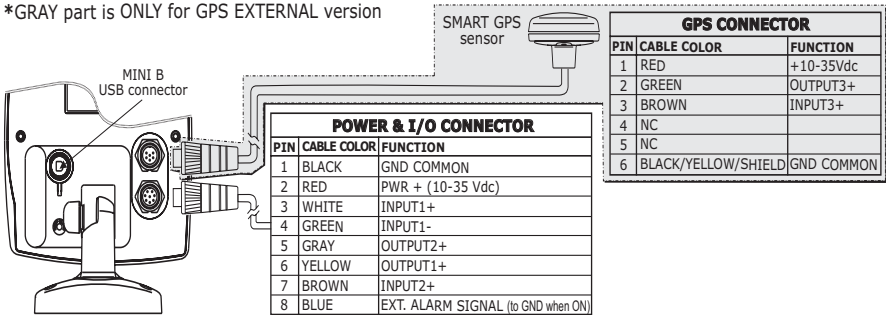 *GRAY part is ONLY for GPS EXTERNAL version
SMART GPS
sensor
MINI B
USB connector
GPS CONNECTOR
PIN CABLE COLOR FUNCTION
1 RED +10-35Vdc
2 GREEN OUTPUT3+
3 BROWN INPUT3+
4 NC
5 NC
6 BLACK/YELLOW/SHIELD GND COMMON
POWER & I/O CONNECTOR
PIN CABLE COLOR FUNCTION
1 BLACK GND COMMON
2 RED PWR + (10-35 Vdc)
3 WHITE INPUT1+
4 GREEN INPUT1-
5 GRAY OUTPUT2+
6 YELLOW OUTPUT1+
7 BROWN INPUT2+
8 BLUE EXT. ALARM SIGNAL (to GND when ON)